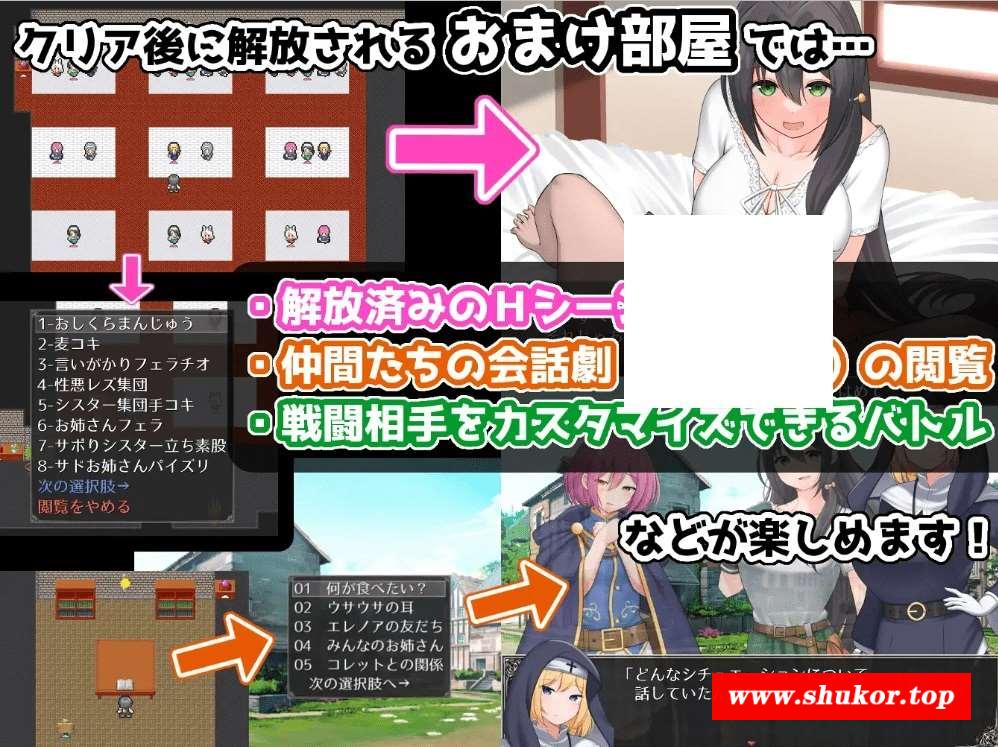 クリア後に解放される おまけ部屋 では…
・解放済みのHシー
・仲間たちの会話劇 ）の閲覧
・戦闘相手をカスタマイズできるバトル
などが楽しめます！
1-おしくらまんじゅう
2-麦コキ
3-言いがかりフェラチオ
4-性悪レズ集団
5-シスター集団手コキ
6-お姉さんフェラ
7-サボりシスター立ち素股
8-サドお姉さんパイズリ
次の選択肢→
閲覧をやめる
01 何が食べたい？
02 ウサウサの耳
03 エレノアの友だち
04 みんなのお姉さん
05 コレットとの関係
次の選択肢へ→
「どんなシチュエーションについて
話していた
www.shukor.top